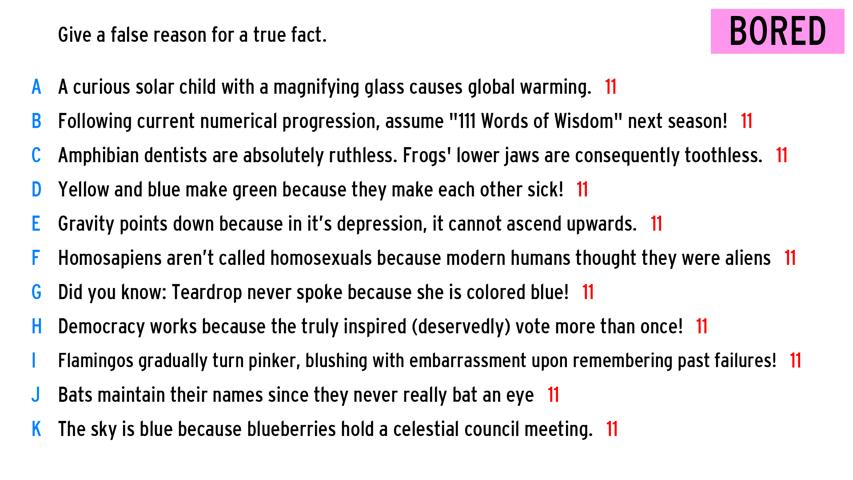 Give a false reason for a true fact.
BORED
A A curious solar child with a magnifying glass causes global warming. 11
B Following current numerical progression, assume "111 Words of Wisdom" next season! 11
C Amphibian dentists are absolutely ruthless. Frogs' lower jaws are consequently toothless. 11
D Yellow and blue make green because they make each other sick! 11
E Gravity points down because in it’s depression, it cannot ascend upwards. 11
F Homosapiens aren’t called homosexuals because modern humans thought they were aliens 11
G Did you know: Teardrop never spoke because she is colored blue! 11
H Democracy works because the truly inspired (deservedly) vote more than once! 11
I Flamingos gradually turn pinker, blushing with embarrassment upon remembering past failures! 11
J Bats maintain their names since they never really bat an eye 11
K The sky is blue because blueberries hold a celestial council meeting. 11